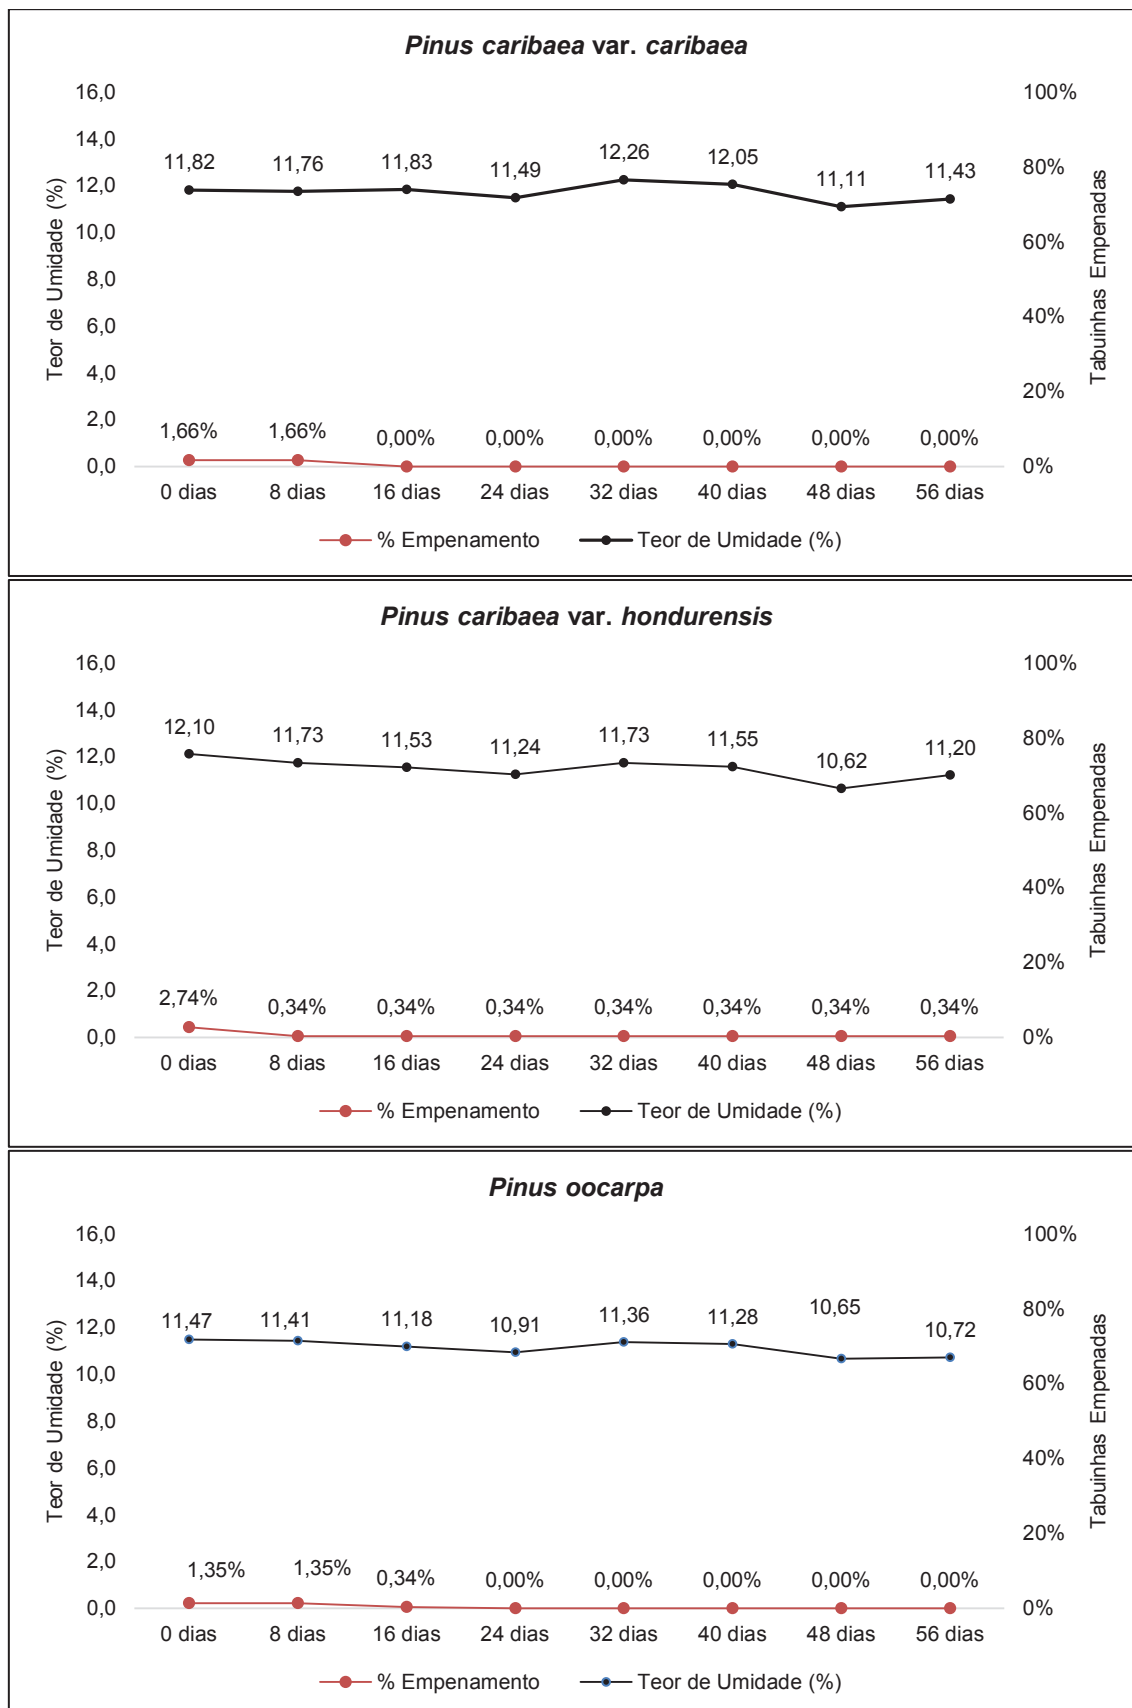 Pinus caribaea var. caribaea
16,0
14,0
12,0
10,0
8,0
6,0
4,0
2,0
0,0
Teor de Umidade (%)
100%
80%
60%
40%
20%
0%
Tabuinhas Empenadas
11,82 11,76 11,83 11,49 12,26 12,05 11,11 11,43
1,66% 1,66% 0,00% 0,00% 0,00% 0,00% 0,00% 0,00%
0 dias 8 dias 16 dias 24 dias 32 dias 40 dias 48 dias 56 dias
% Empenamento Teor de Umidade (%)
Pinus caribaea var. hondurensis
16,0
14,0
12,0
10,0
8,0
6,0
4,0
2,0
0,0
Teor de Umidade (%)
100%
80%
60%
40%
20%
0%
Tabuinhas Empenadas
12,10 11,73 11,53 11,24 11,73 11,55 10,62 11,20
2,74% 0,34% 0,34% 0,34% 0,34% 0,34% 0,34% 0,34%
0 dias 8 dias 16 dias 24 dias 32 dias 40 dias 48 dias 56 dias
% Empenamento Teor de Umidade (%)
Pinus oocarpa
16,0
14,0
12,0
10,0
8,0
6,0
4,0
2,0
0,0
Teor de Umidade (%)
100%
80%
60%
40%
20%
0%
Tabuinhas Empenadas
11,47 11,41 11,18 10,91 11,36 11,28 10,65 10,72
1,35% 1,35% 0,34% 0,00% 0,00% 0,00% 0,00% 0,00%
0 dias 8 dias 16 dias 24 dias 32 dias 40 dias 48 dias 56 dias
% Empenamento Teor de Umidade (%)